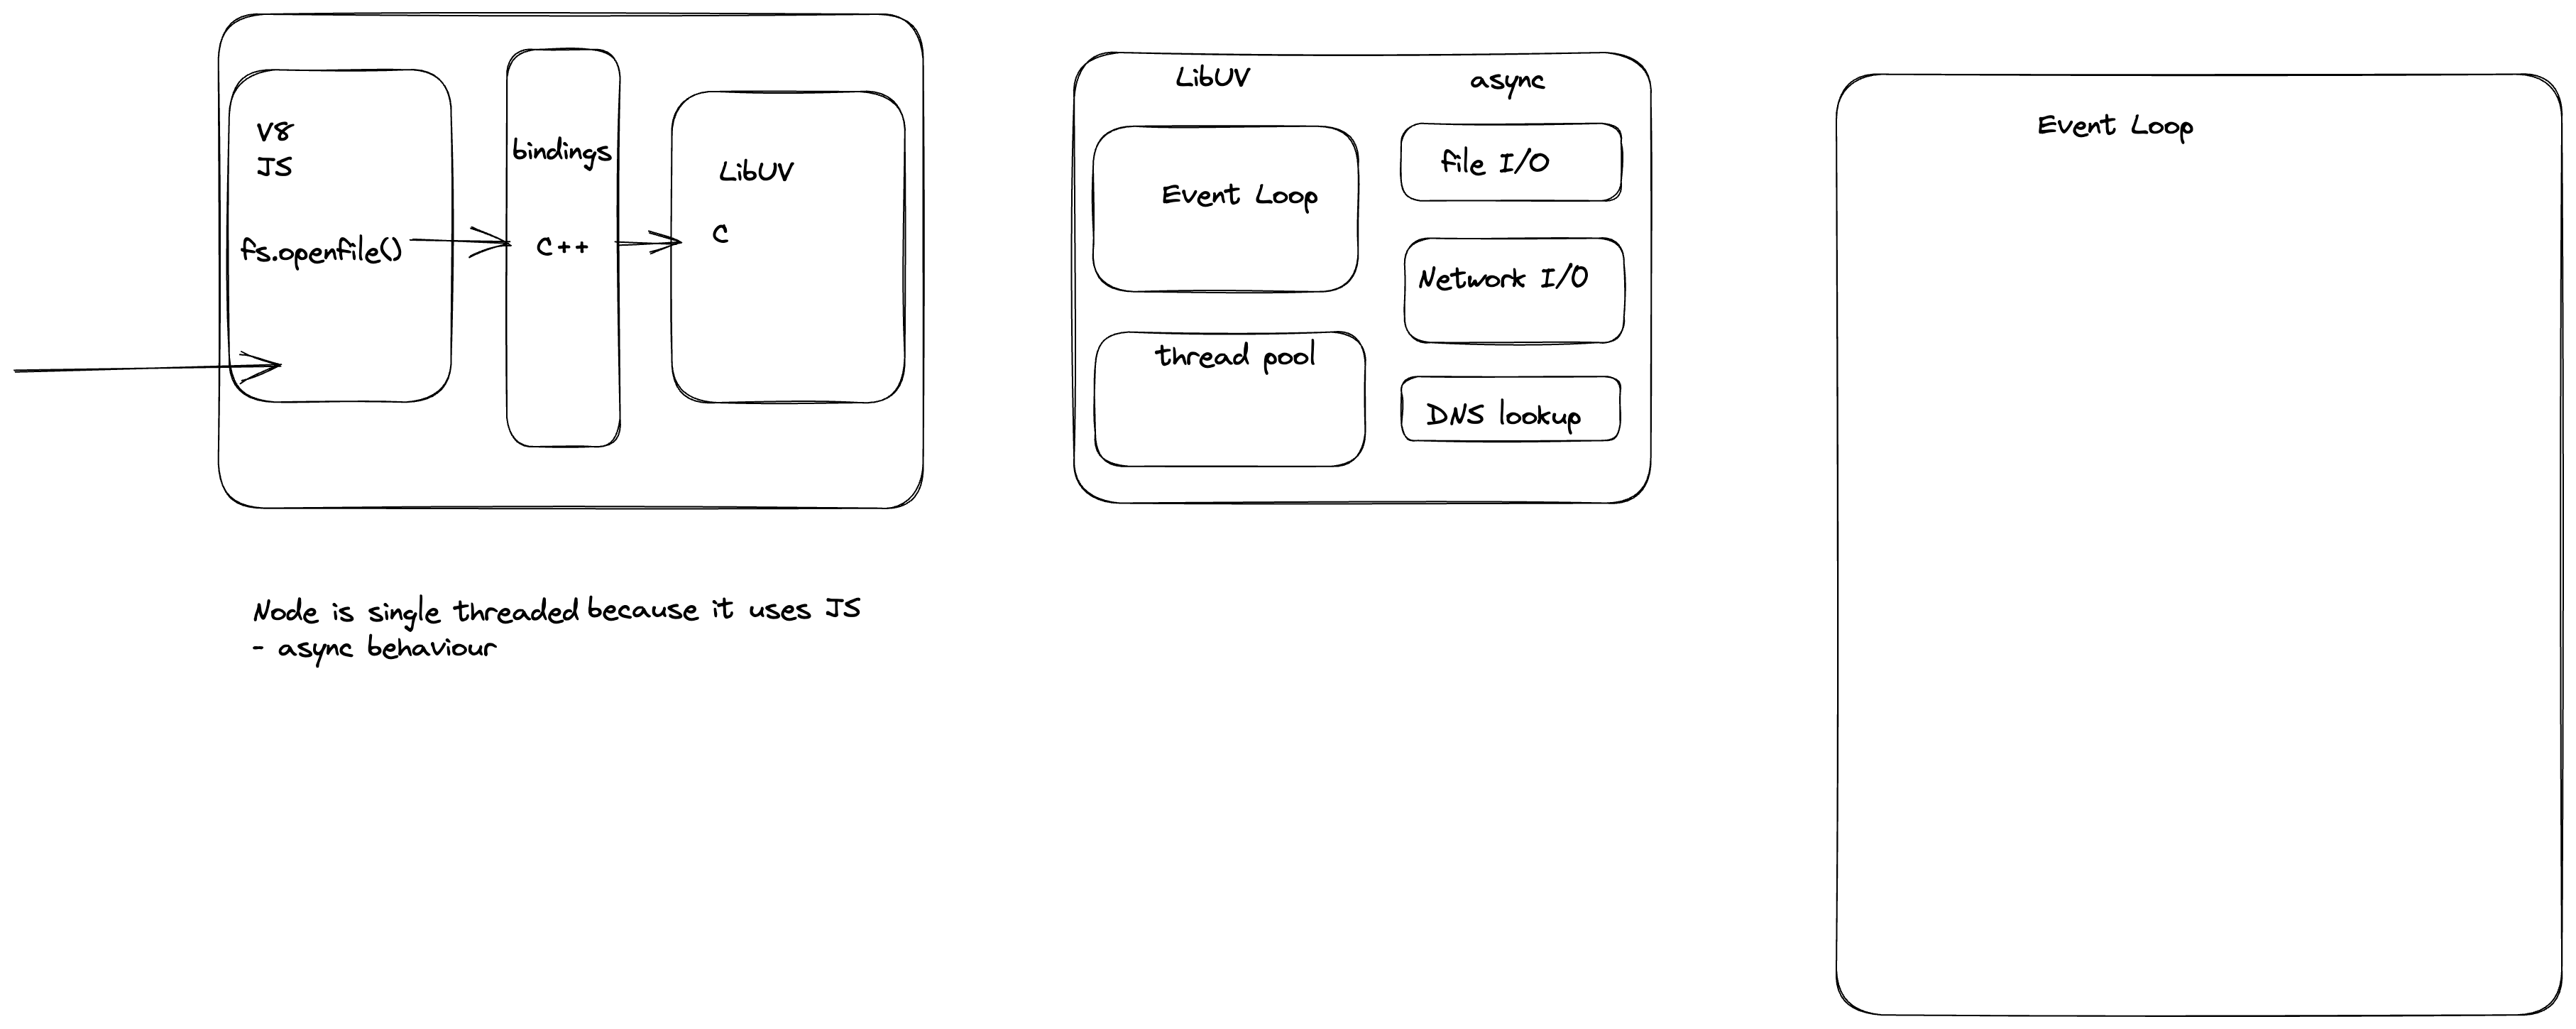 V8
JS
fs.openfile()
bindings
C++
LibUV
C
Node is single threaded because it uses JS
- async behaviour
LibUV
async
Event Loop
thread pool
file I/O
Network I/O
DNS lookup
Event Loop